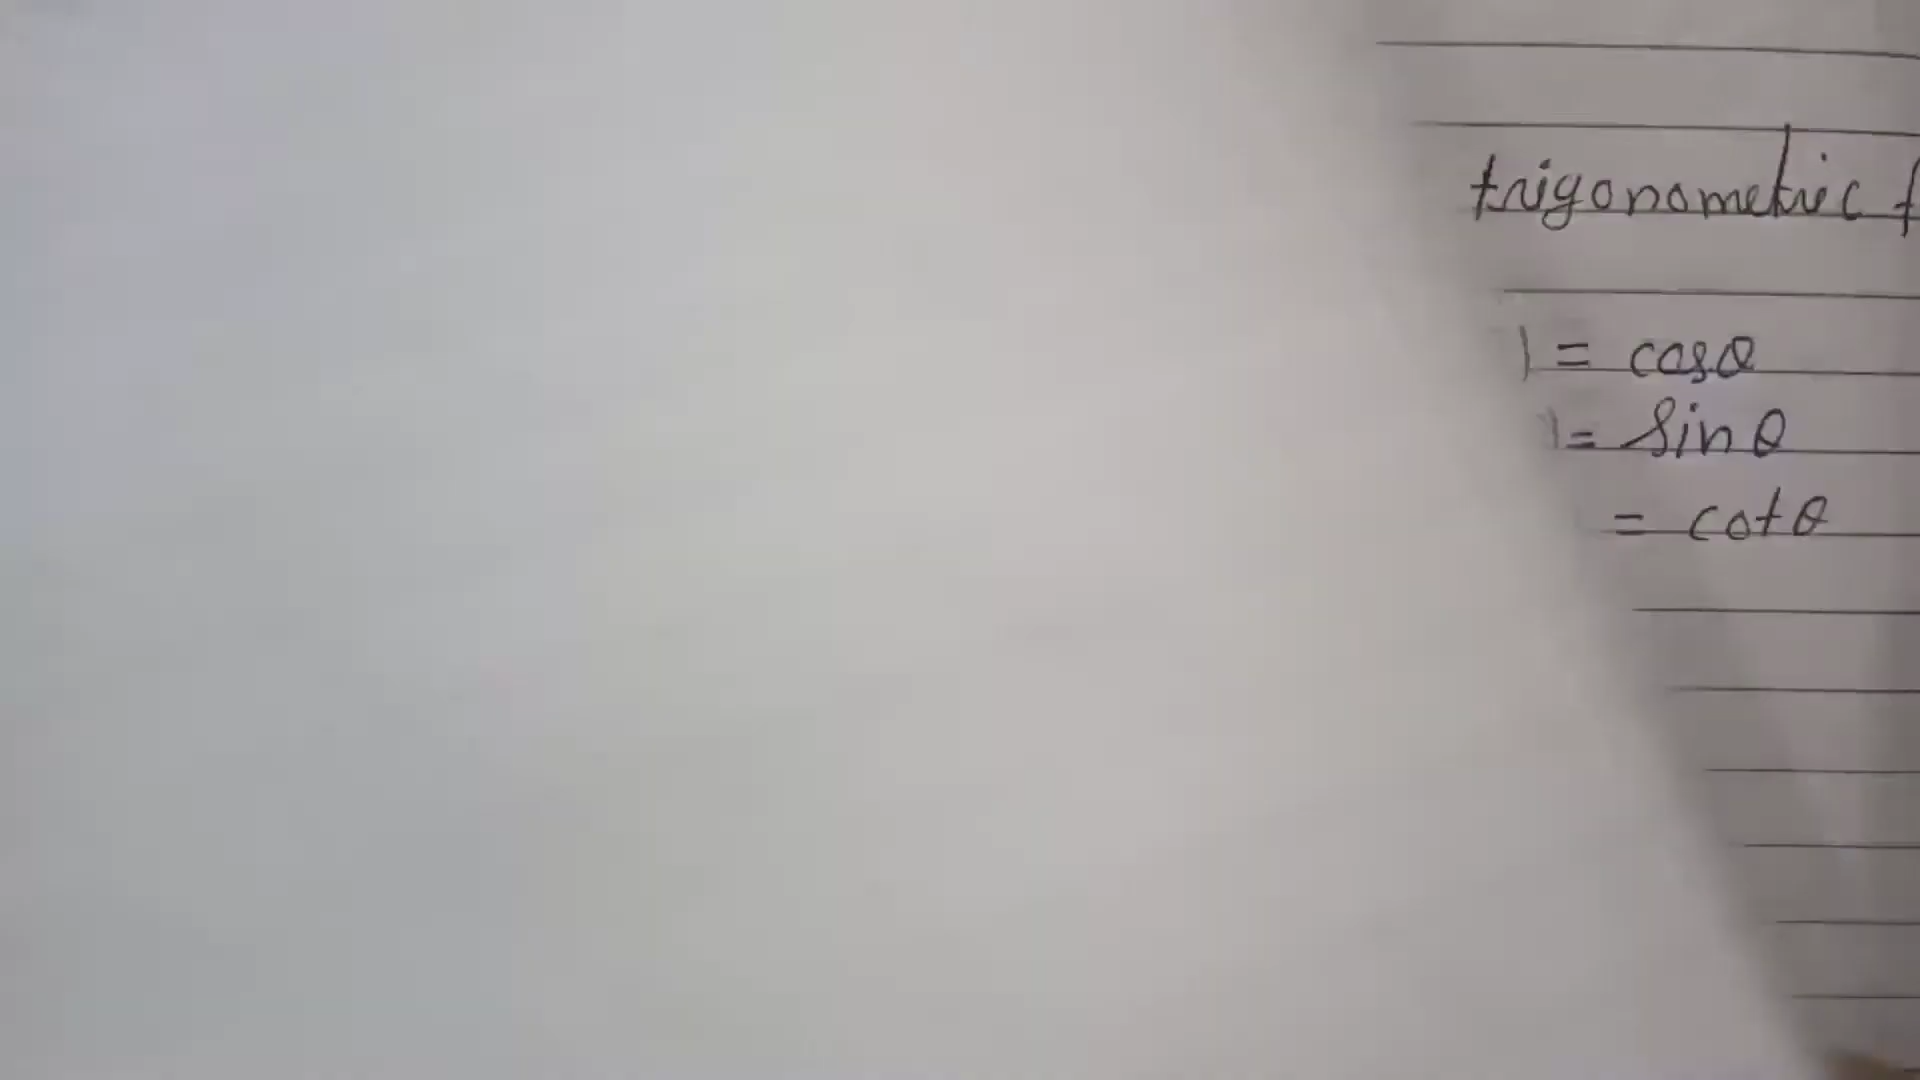 trigonometric f
) = cosθ
) = sinθ
= cotθ